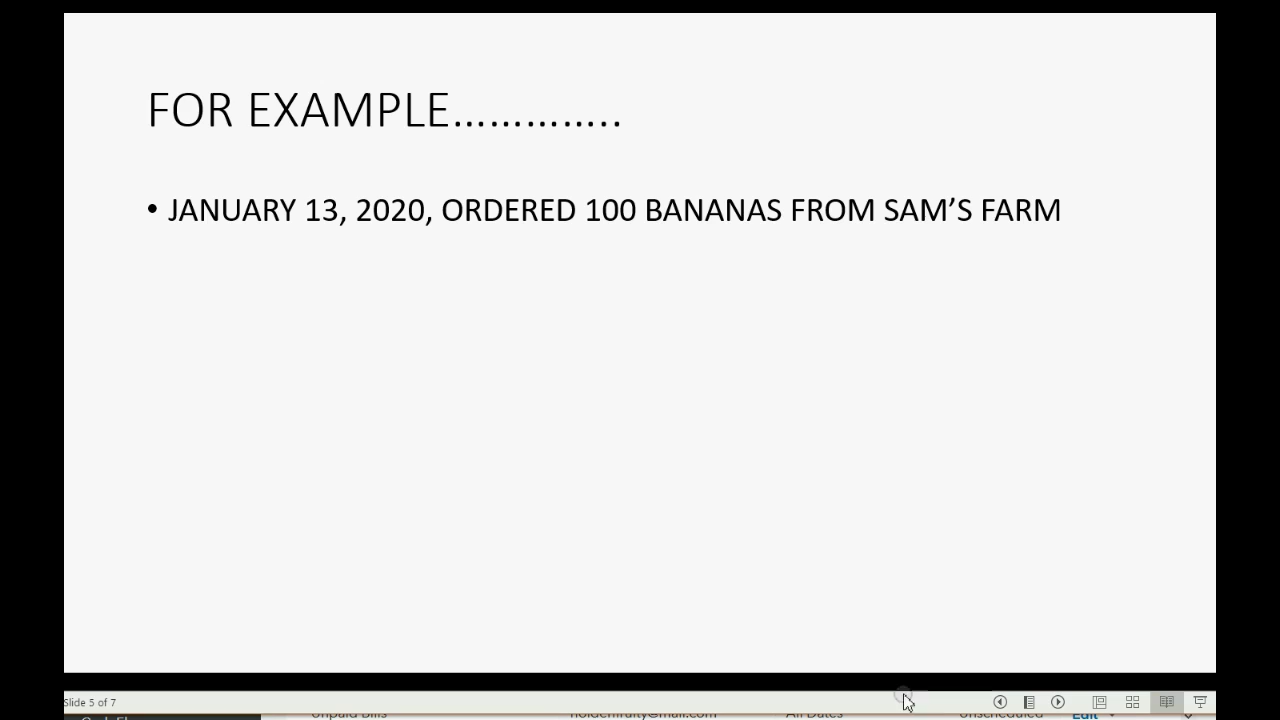 FOR EXAMPLE…………..
• JANUARY 13, 2020, ORDERED 100 BANANAS FROM SAM’S FARM
Slide 5 of 7
Unpaid Bills holdenfruity@mail.com All Dates Unscheduled Edit